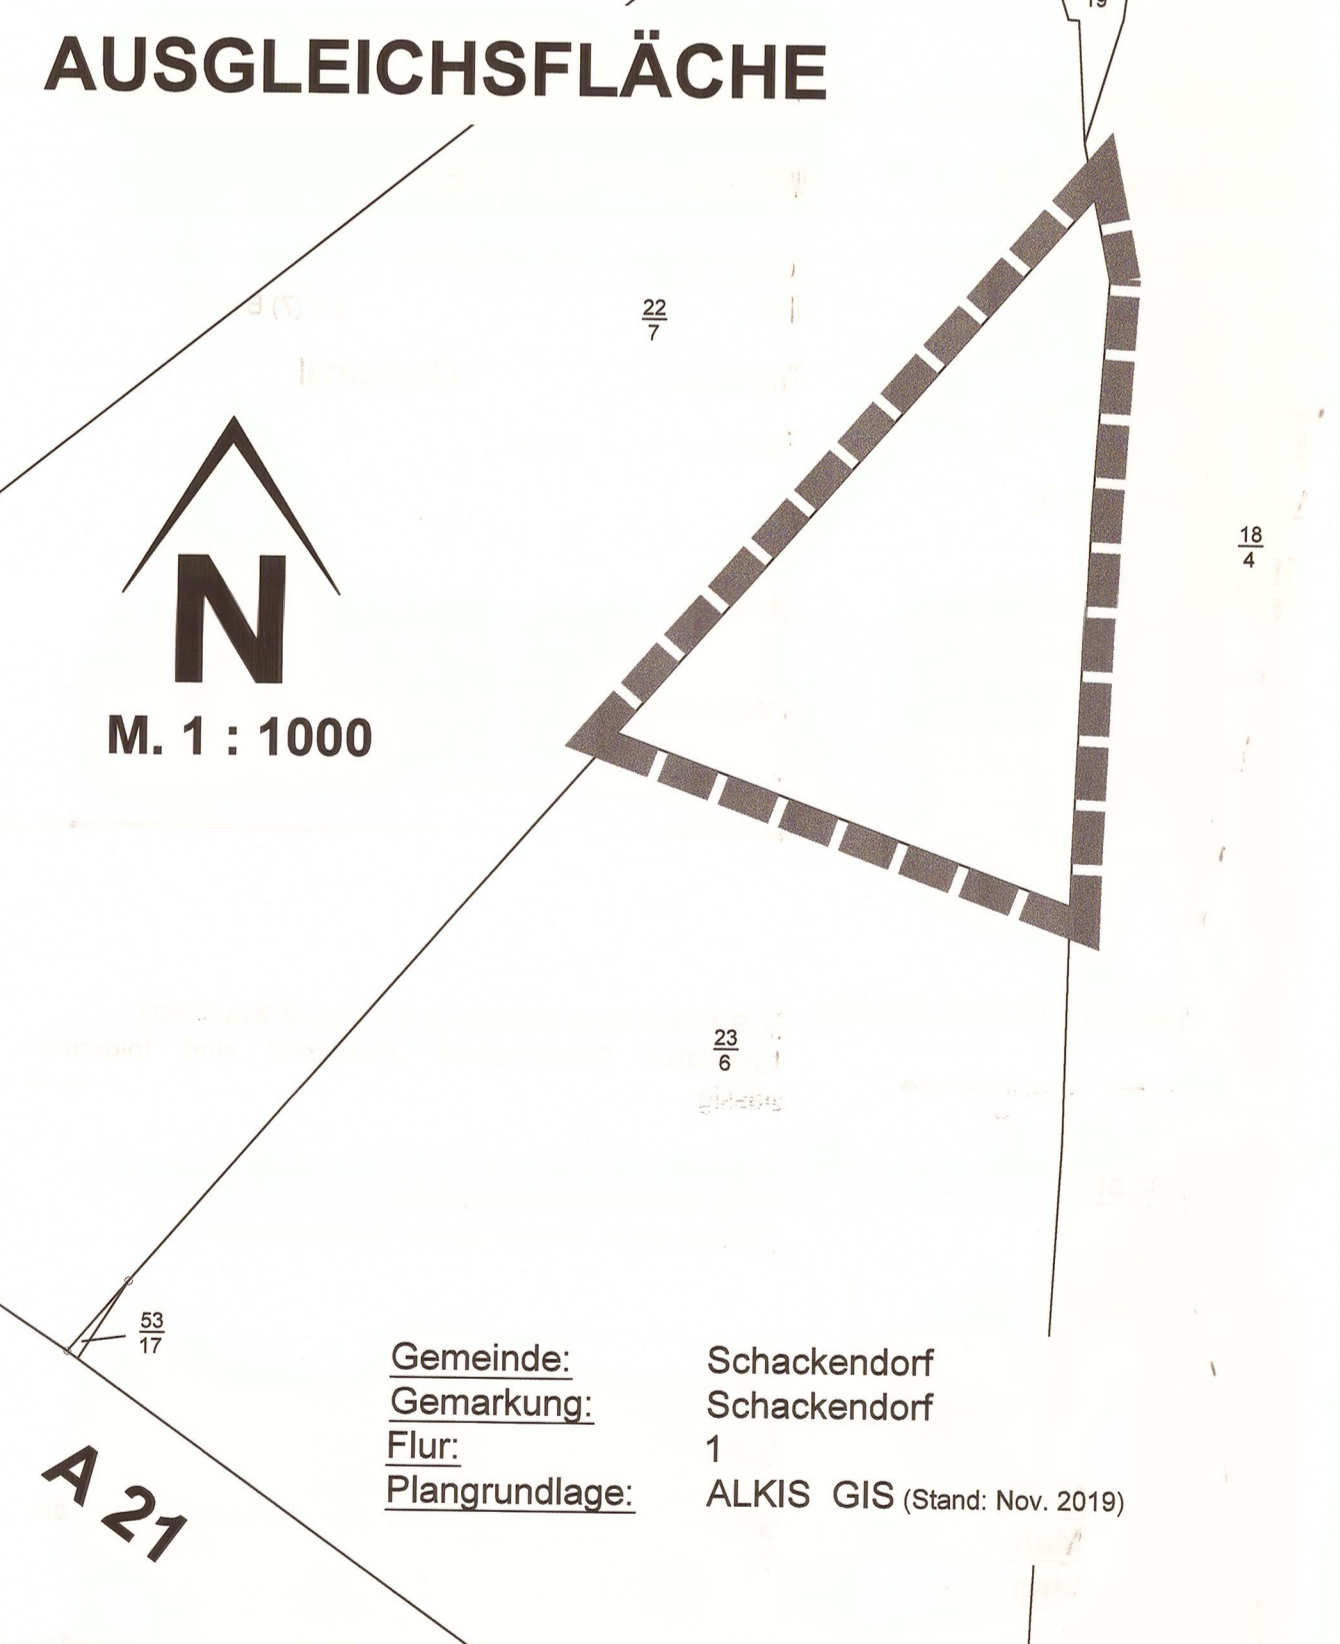 19
AUSGLEICHSFLÄCHE
22
7
18
4
N
M. 1 : 1000
23
6
53
17
Gemeinde: Schackendorf
Gemarkung: Schackendorf
Flur: 1
Plangrundlage: ALKIS GIS (Stand: Nov. 2019)
A 21